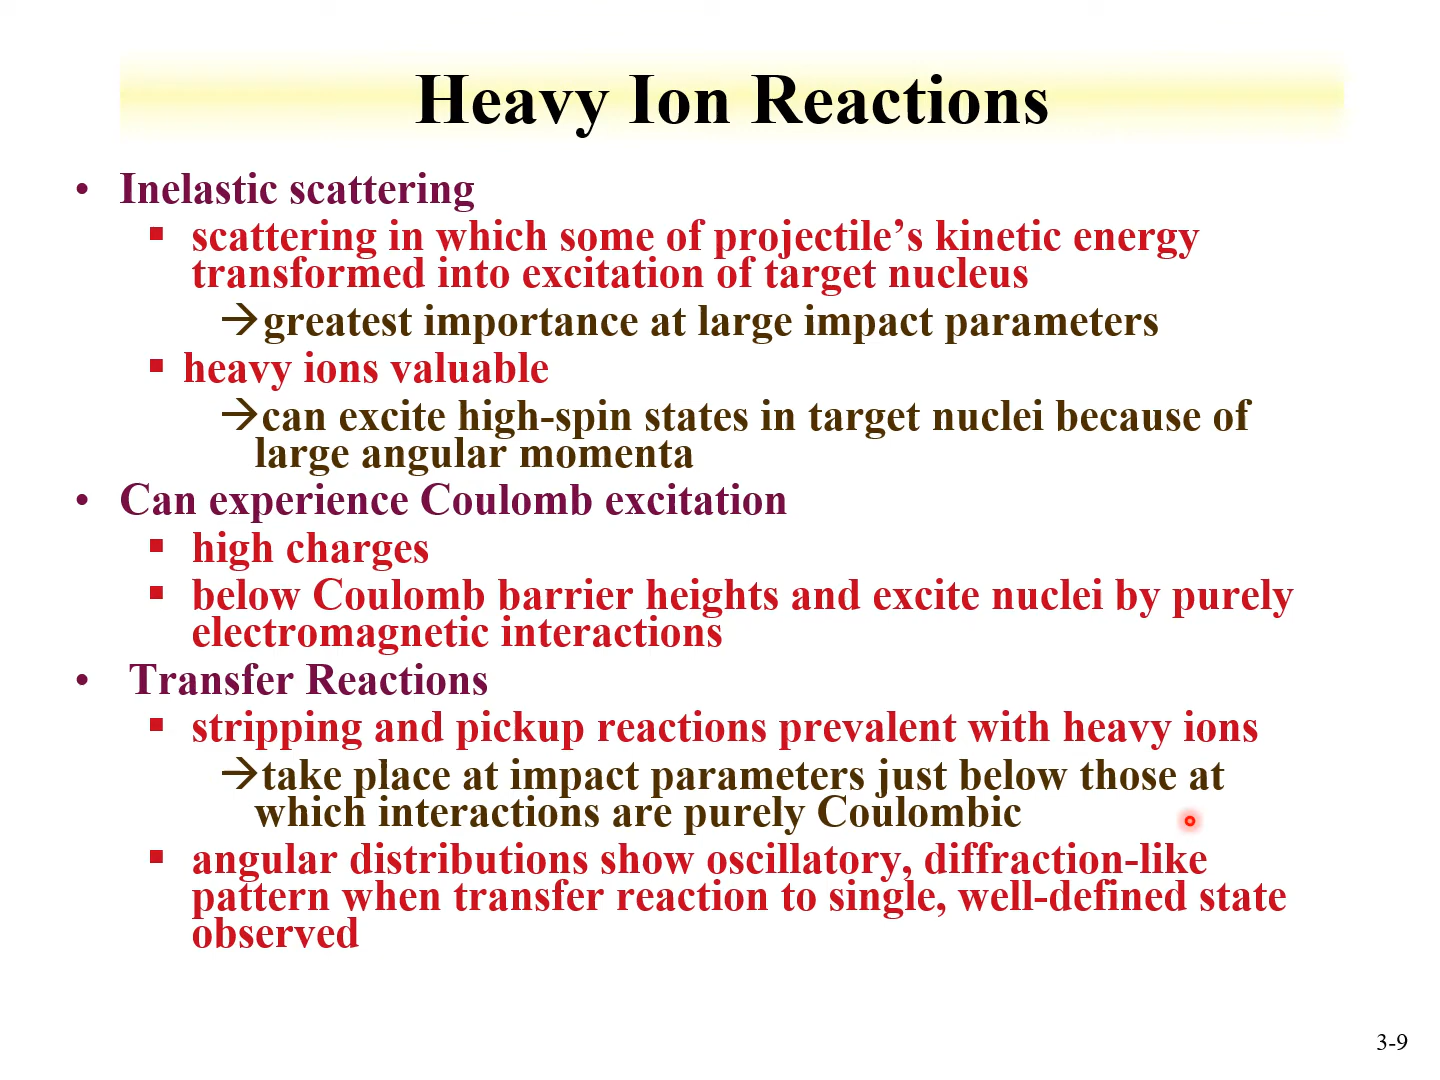 Heavy Ion Reactions
• Inelastic scattering
▪ scattering in which some of projectile’s kinetic energy
transformed into excitation of target nucleus
→greatest importance at large impact parameters
▪ heavy ions valuable
→can excite high-spin states in target nuclei because of
large angular momenta
• Can experience Coulomb excitation
▪ high charges
▪ below Coulomb barrier heights and excite nuclei by purely
electromagnetic interactions
• Transfer Reactions
▪ stripping and pickup reactions prevalent with heavy ions
→take place at impact parameters just below those at
which interactions are purely Coulombic
▪ angular distributions show oscillatory, diffraction-like
pattern when transfer reaction to single, well-defined state
observed
3-9